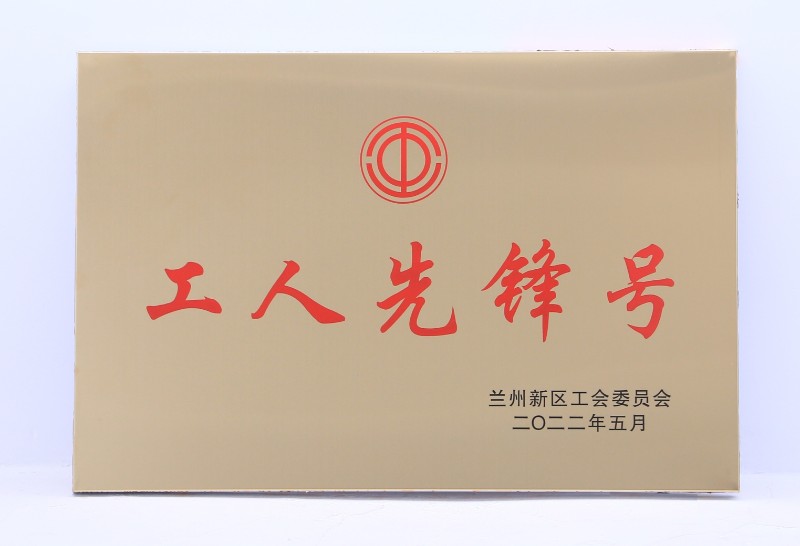 工人先锋号
兰州新区工会委员会
二〇二二年五月